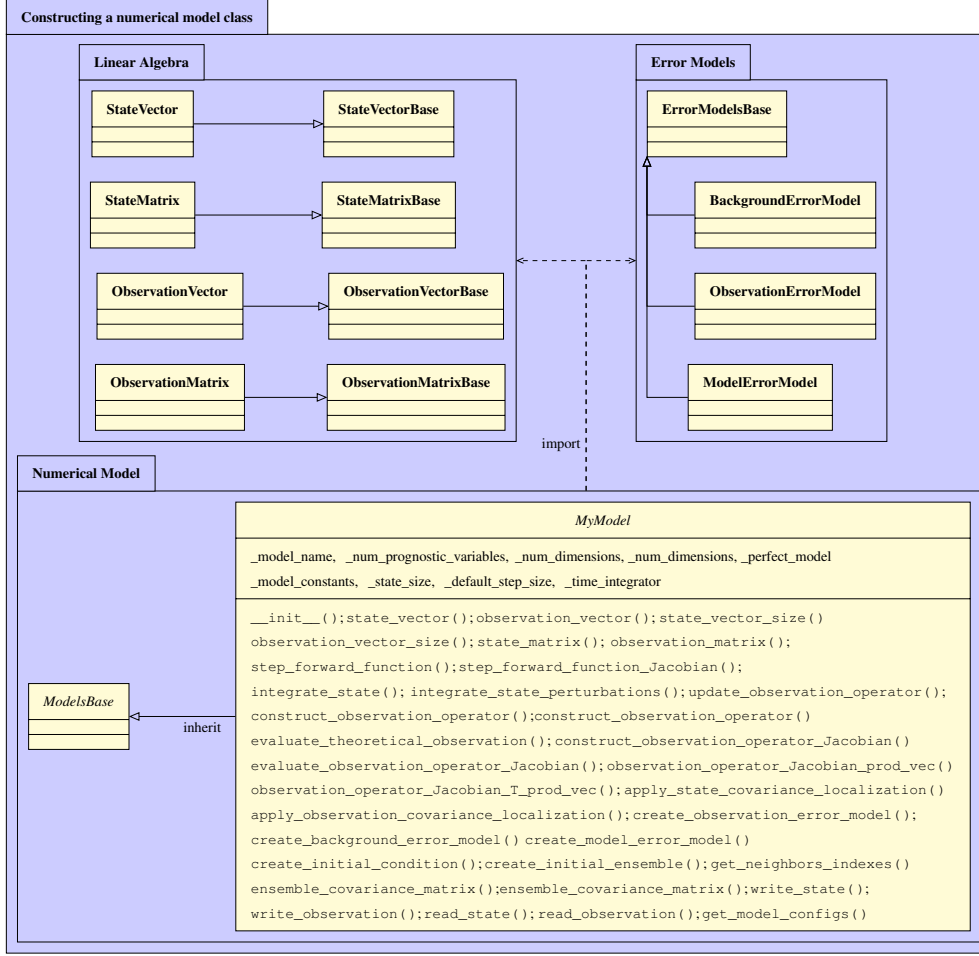 Constructing a numerical model class
Linear Algebra
StateVector
StateVectorBase
StateMatrix
StateMatrixBase
ObservationVector
ObservationVectorBase
ObservationMatrix
ObservationMatrixBase
Error Models
ErrorModelsBase
BackgroundErrorModel
ObservationErrorModel
ModelErrorModel
import
Numerical Model
ModelsBase
inherit
MyModel
_model_name, _num_prognostic_variables, _num_dimensions, _num_dimensions, _perfect_model
_model_constants, _state_size, _default_step_size, _time_integrator
__init__();state_vector();observation_vector();state_vector_size()
observation_vector_size();state_matrix(); observation_matrix();
step_forward_function();step_forward_function_Jacobian();
integrate_state(); integrate_state_perturbations();update_observation_operator();
construct_observation_operator();construct_observation_operator()
evaluate_theoretical_observation();construct_observation_operator_Jacobian()
evaluate_observation_operator_Jacobian();observation_operator_Jacobian_prod_vec()
observation_operator_Jacobian_T_prod_vec();apply_state_covariance_localization()
apply_observation_covariance_localization();create_observation_error_model();
create_background_error_model() create_model_error_model()
create_initial_condition();create_initial_ensemble();get_neighbors_indexes()
ensemble_covariance_matrix();ensemble_covariance_matrix();write_state();
write_observation();read_state();read_observation();get_model_configs()